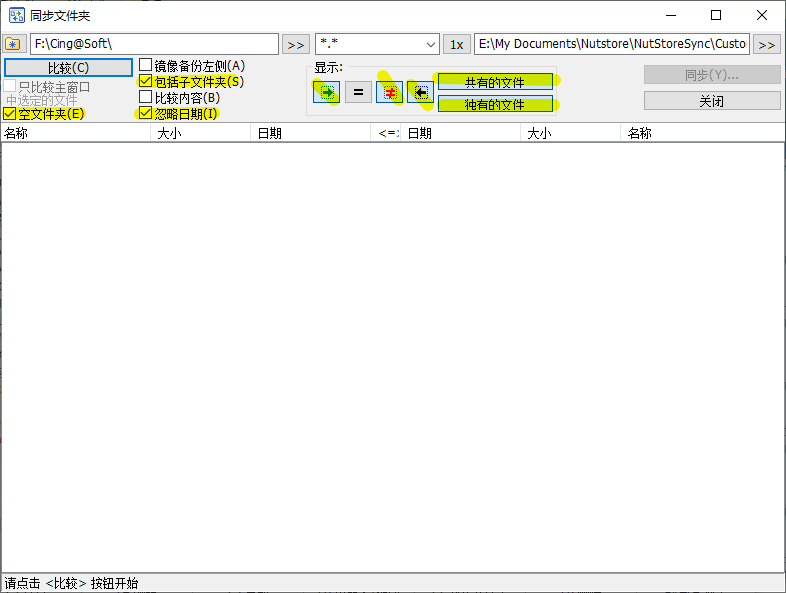 同步文件夹
F:\Cing@Soft\ >> *.* 1x E:\My Documents\Nutstore\NutStoreSync\Custo >>
比较(C)
只比较主窗口
中选定的文件
空文件夹(E)
镜像备份左侧(A)
包括子文件夹(S)
比较内容(B)
忽略日期(I)
显示:
=
≠
共有的文件
独有的文件
同步(Y)...
关闭
名称 大小 日期 <=> 日期 大小 名称
请点击 <比较> 按钮开始